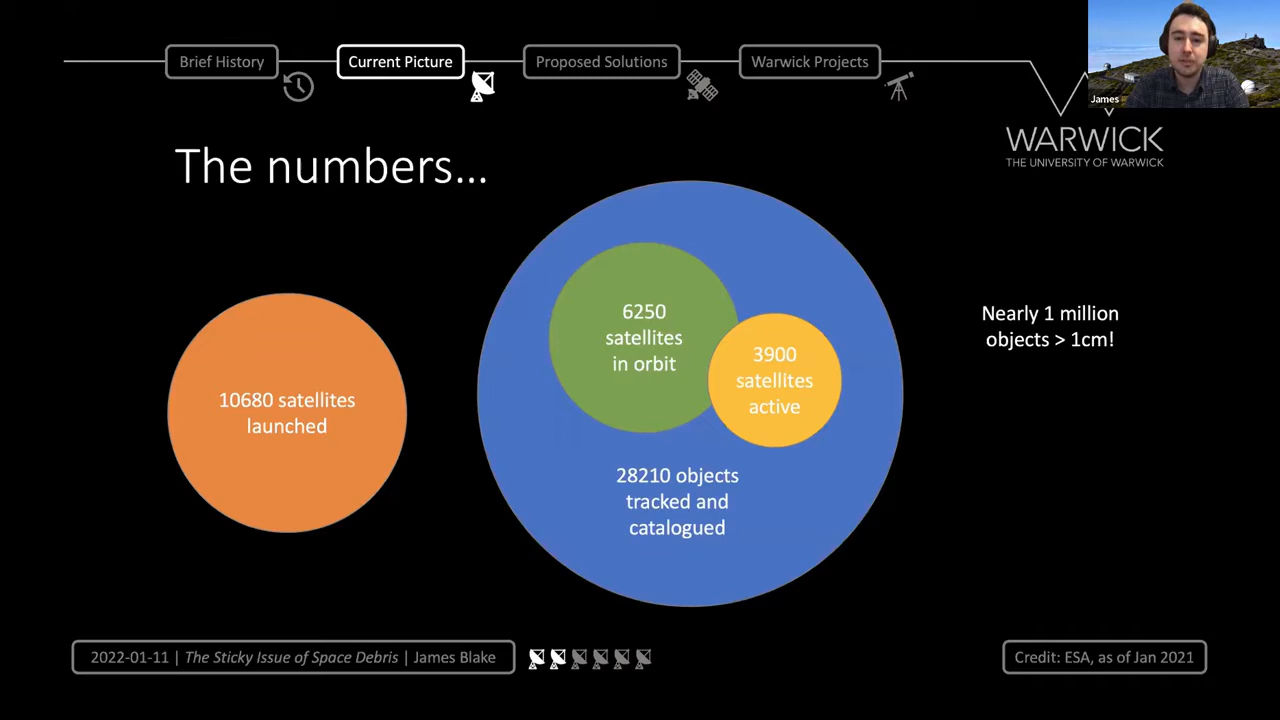 Brief History
Current Picture
Proposed Solutions
Warwick Projects
James
WARWICK
THE UNIVERSITY OF WARWICK
The numbers...
10680 satellites
launched
6250
satellites
in orbit
3900
satellites
active
28210 objects
tracked and
catalogued
Nearly 1 million
objects > 1cm!
2022-01-11 | The Sticky Issue of Space Debris | James Blake
Credit: ESA, as of Jan 2021